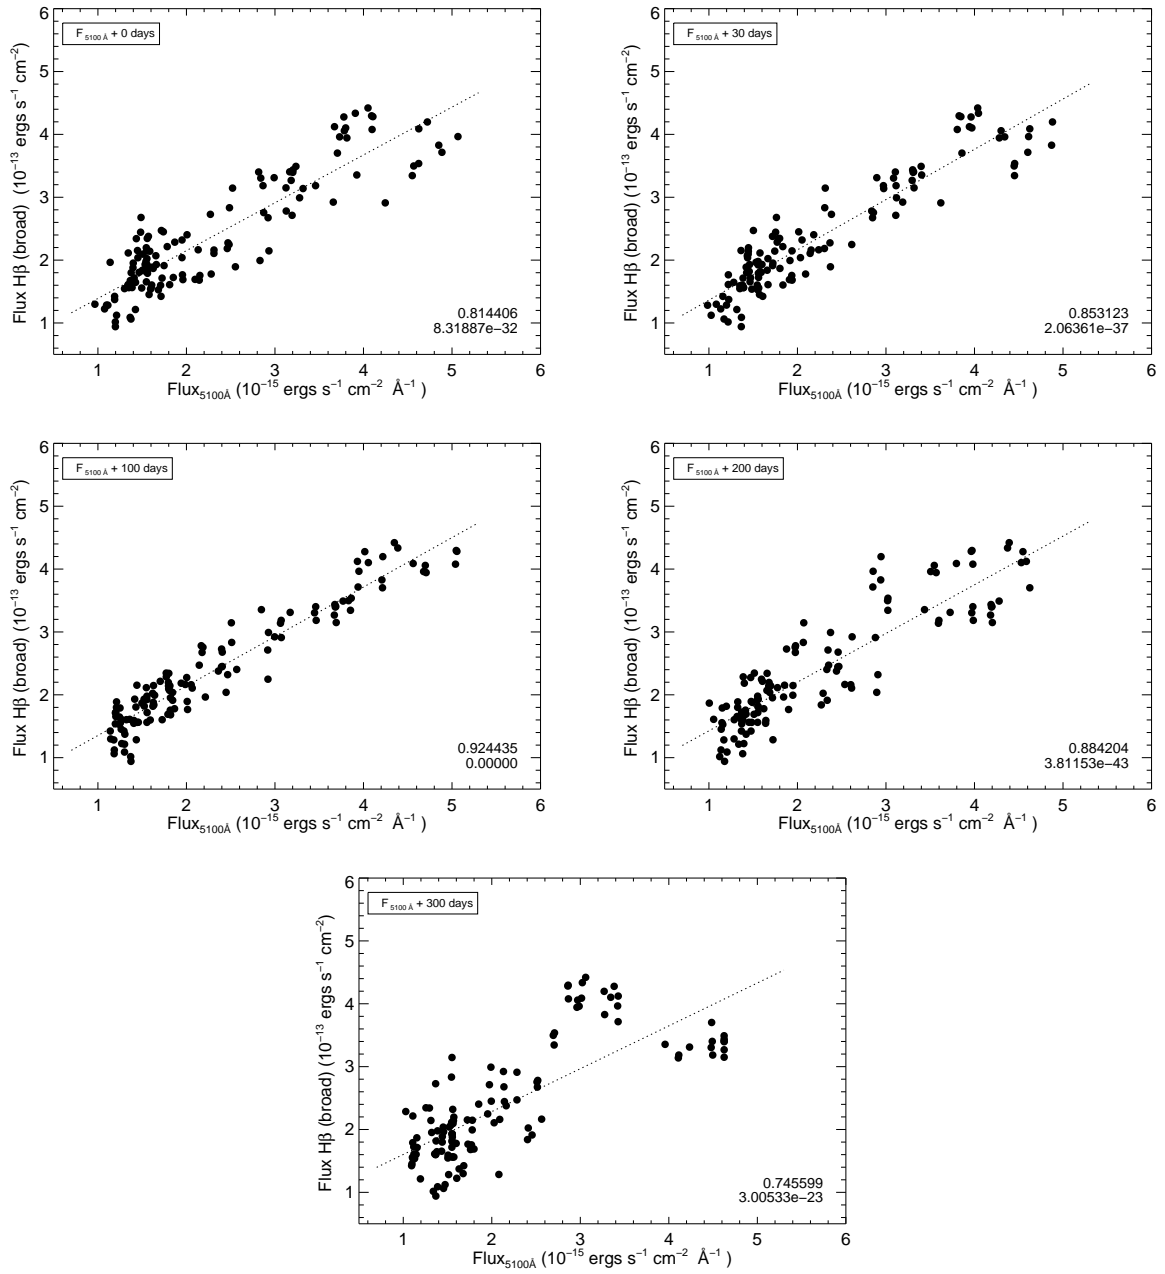 F 5100 Å + 0 days
6
5
4
3
2
1
Flux Hβ (broad) (10−13 ergs s−1 cm−2)
0.814406
8.31887e−32
1 2 3 4 5 6
Flux5100Å (10−15 ergs s−1 cm−2 Å−1 )
F 5100 Å + 30 days
6
5
4
3
2
1
Flux Hβ (broad) (10−13 ergs s−1 cm−2)
0.853123
2.06361e−37
1 2 3 4 5 6
Flux5100Å (10−15 ergs s−1 cm−2 Å−1 )
F 5100 Å + 100 days
6
5
4
3
2
1
Flux Hβ (broad) (10−13 ergs s−1 cm−2)
0.924435
0.00000
1 2 3 4 5 6
Flux5100Å (10−15 ergs s−1 cm−2 Å−1 )
F 5100 Å + 200 days
6
5
4
3
2
1
Flux Hβ (broad) (10−13 ergs s−1 cm−2)
0.884204
3.81153e−43
1 2 3 4 5 6
Flux5100Å (10−15 ergs s−1 cm−2 Å−1 )
F 5100 Å + 300 days
6
5
4
3
2
1
Flux Hβ (broad) (10−13 ergs s−1 cm−2)
0.745599
3.00533e−23
1 2 3 4 5 6
Flux5100Å (10−15 ergs s−1 cm−2 Å−1 )